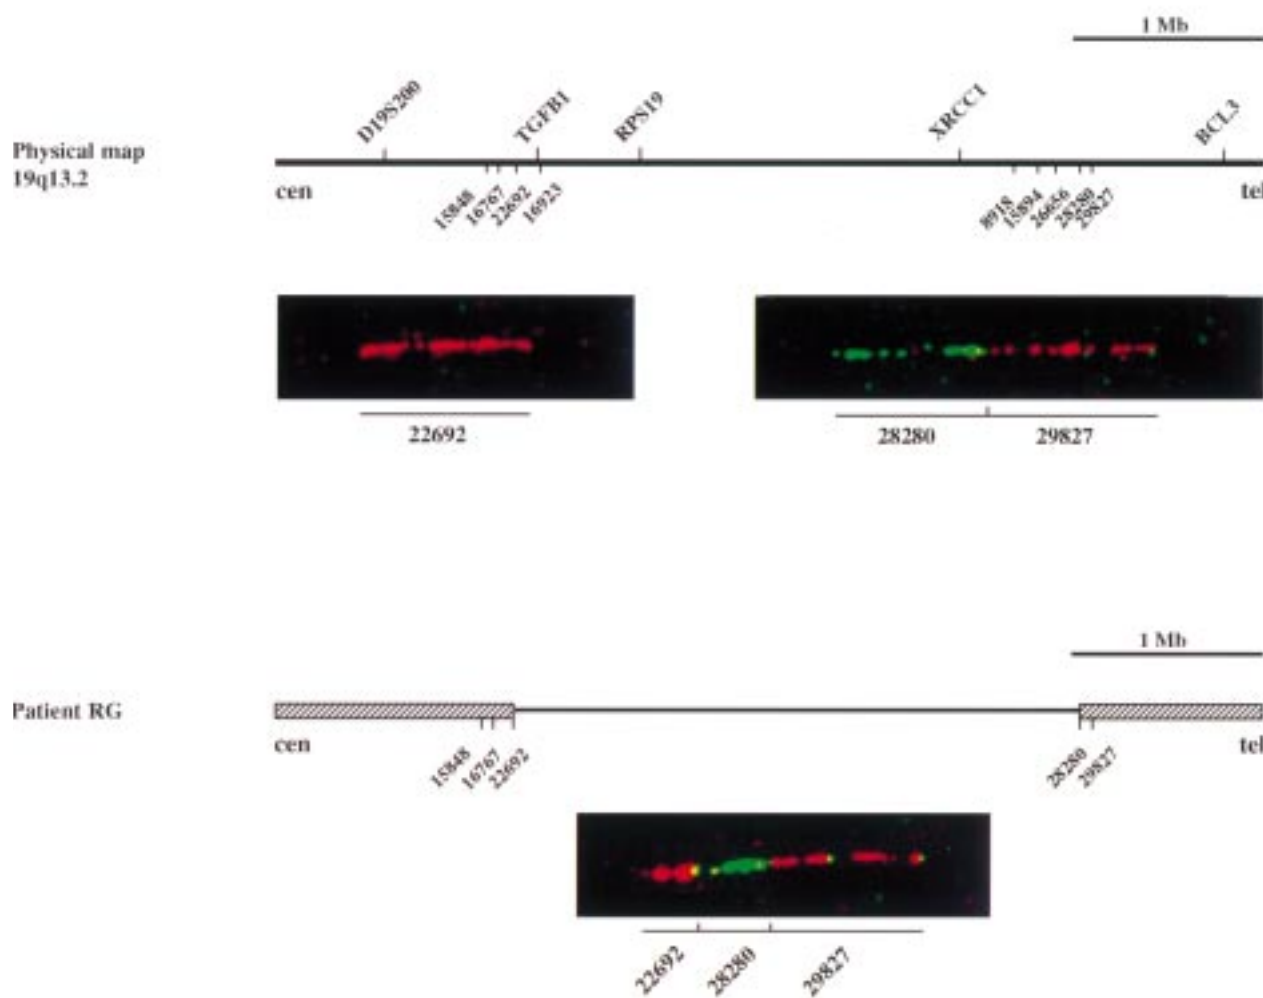 1 Mb
D19S200
TGFB1
RPS19
XRCC1
BCL3
Physical map
19q13.2
cen
tel
15848
16767
22692
16923
8918
15894
26656
28280
29827
22692
28280
29827
1 Mb
Patient RG
cen
tel
15848
16767
22692
28280
29827
22692
28280
29827